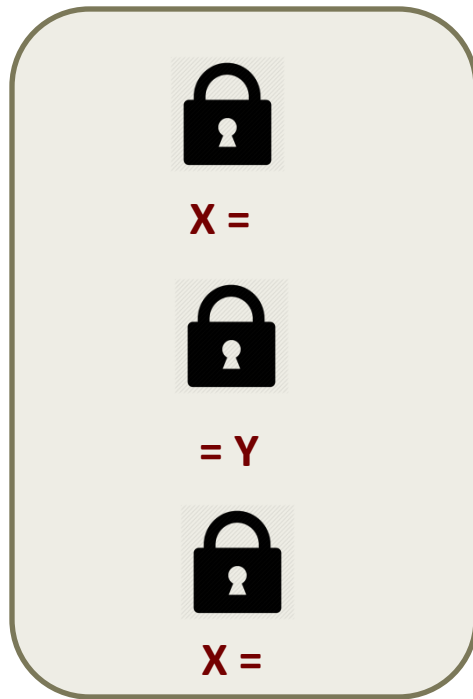 X =
= Y
X =